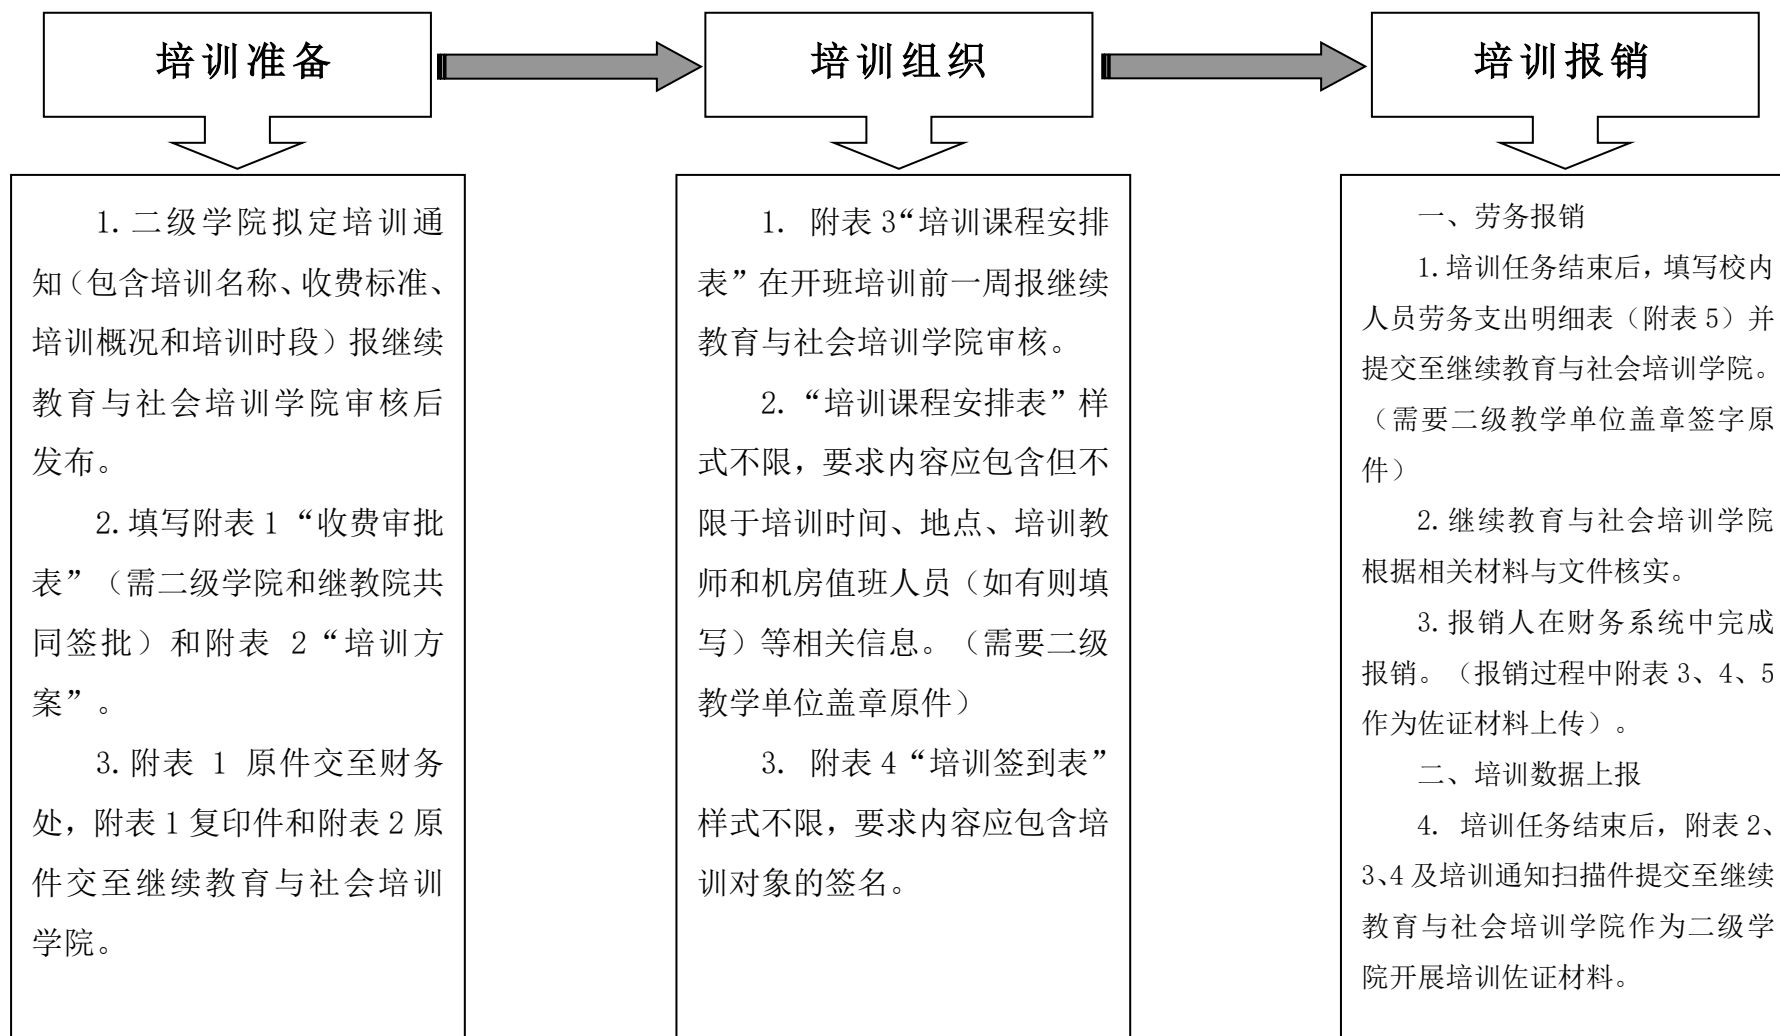 培训准备
培训组织
培训报销
1.二级学院拟定培训通
知（包含培训名称、收费标准、
培训概况和培训时段）报继续
教育与社会培训学院审核后
发布。
2.填写附表 1 “收费审批
表”（需二级学院和继教院共
同签批）和附表 2 “培训方
案”。
3.附表 1 原件交至财务
处，附表 1 复印件和附表 2 原
件交至继续教育与社会培训
学院。
1. 附表 3“培训课程安排
表”在开班培训前一周报继续
教育与社会培训学院审核。
2. “培训课程安排表”样
式不限，要求内容应包含但不
限于培训时间、地点、培训教
师和机房值班人员（如有则填
写）等相关信息。（需要二级
教学单位盖章原件）
3. 附表 4 “培训签到表”
样式不限，要求内容应包含培
训对象的签名。
一、劳务报销
1.培训任务结束后，填写校内
人员劳务支出明细表（附表 5）并
提交至继续教育与社会培训学院。
（需要二级教学单位盖章签字原
件）
2.继续教育与社会培训学院
根据相关材料与文件核实。
3.报销人在财务系统中完成
报销。（报销过程中附表 3、4、5
作为佐证材料上传）。
二、培训数据上报
4. 培训任务结束后，附表 2、
3、4 及培训通知扫描件提交至继续
教育与社会培训学院作为二级学
院开展培训佐证材料。